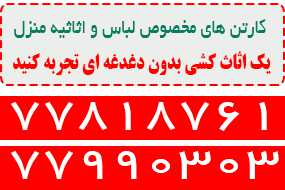 کارتن های مخصوص لباس و اثاثیه منزل
یک اثاث کشی بدون دغدغه ای تجربه کنید
۷۷۸۱۸۷۶۱
۷۷۹۹۰۳۰۳